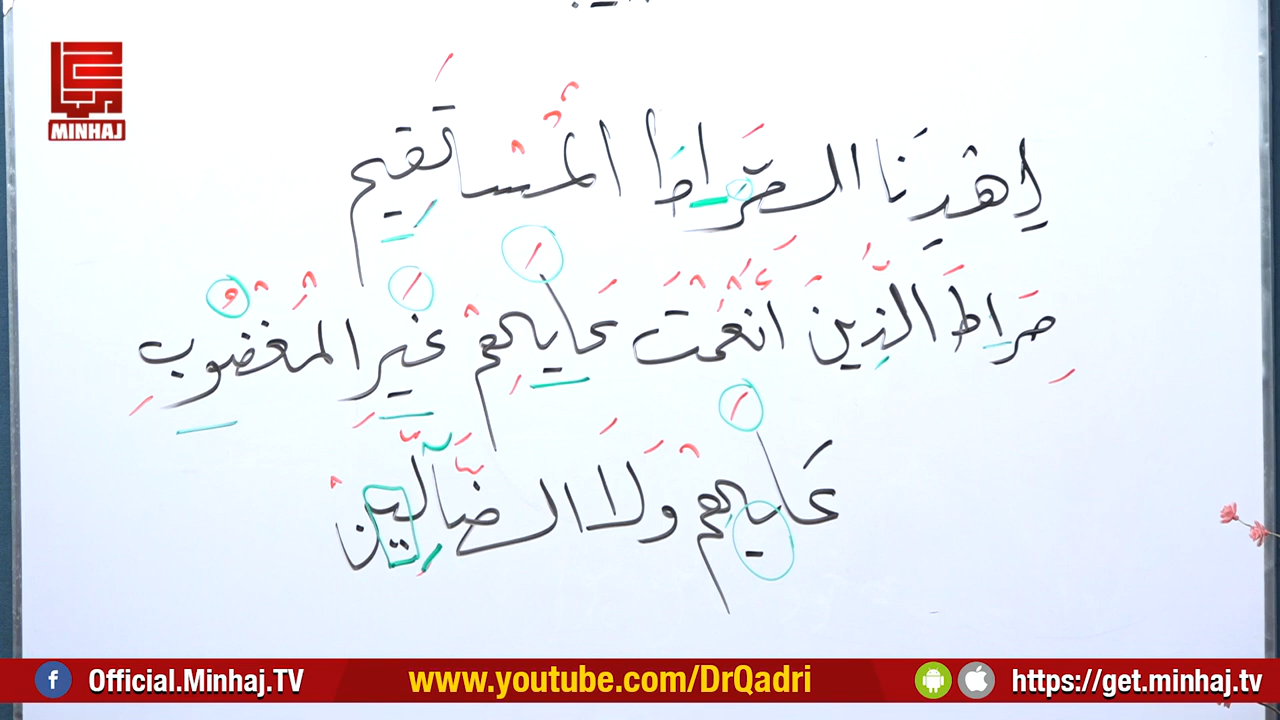 MINHAJ
اِهْدِنَا الصِّرَاطَ الْمُسْتَقِيم
صِرَاطَ الَّذِينَ أَنْعَمْتَ عَلَيْهِمْ غَيْرِ الْمَغْضُوبِ
عَلَيْهِمْ وَلَا الضَّآلِّينْ
Official.Minhaj.TV
www.youtube.com/DrQadri
https://get.minhaj.tv